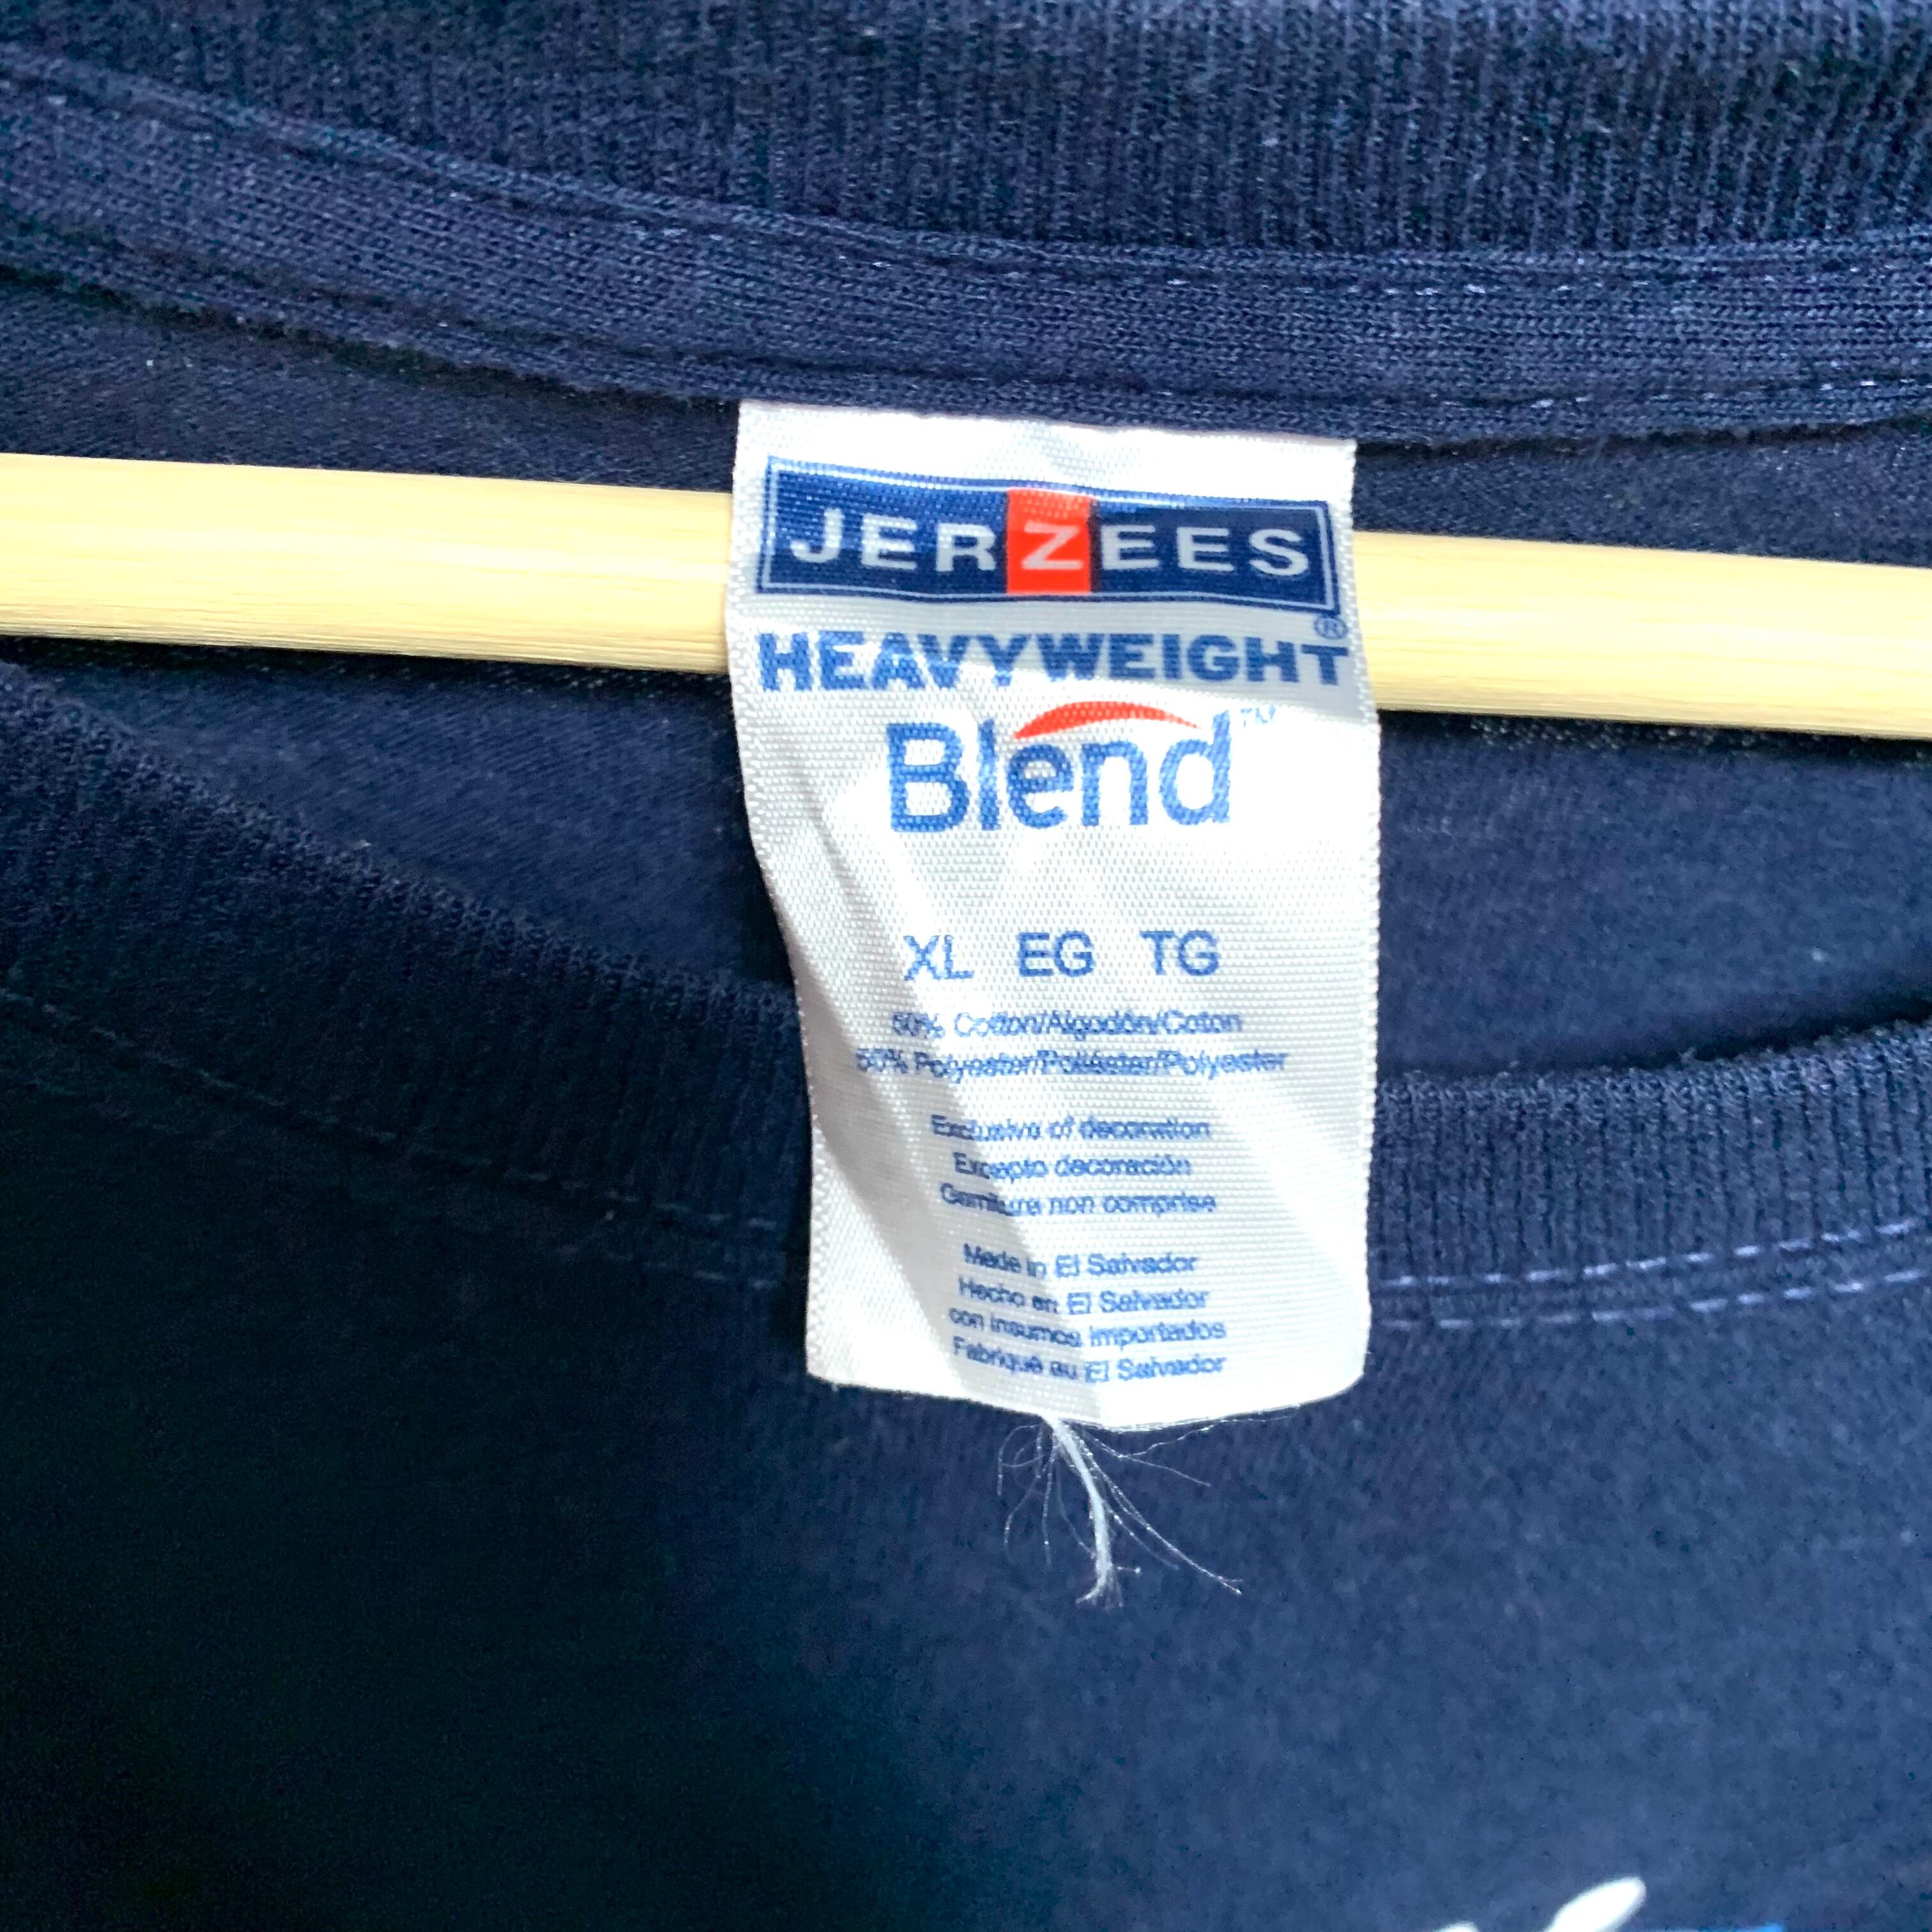 JERZEES
HEAVYWEIGHT®
Blend™
XL EG TG
50% Cotton/Algodón/Coton
50% Polyester/Poliéster/Polyester
Exclusive of decoration
Excepto decoración
Garniture non comprise
Made in El Salvador
Hecho en El Salvador
con insumos importados
Fabriqué au El Salvador